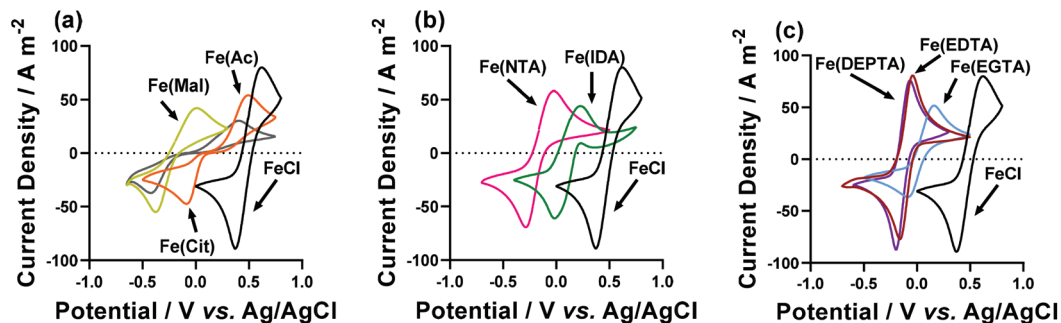 (a)
Current Density / A m⁻²
100
50
0
-50
-100
Fe(Ac)
Fe(Mal)
FeCl
Fe(Cit)
-1.0 -0.5 0.0 0.5 1.0
Potential / V vs. Ag/AgCl
(b)
Current Density / A m⁻²
100
50
0
-50
-100
Fe(NTA)
Fe(IDA)
FeCl
-1.0 -0.5 0.0 0.5 1.0
Potential / V vs. Ag/AgCl
(c)
Current Density / A m⁻²
100
50
0
-50
-100
Fe(EDTA)
Fe(DEPTA)
Fe(EGTA)
FeCl
-1.0 -0.5 0.0 0.5 1.0
Potential / V vs. Ag/AgCl